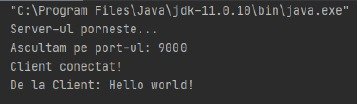 "C:\Program Files\Java\jdk-11.0.10\bin\java.exe"
Server-ul porneste...
Ascultam pe port-ul: 9000
Client conectat!
De la Client: Hello world!